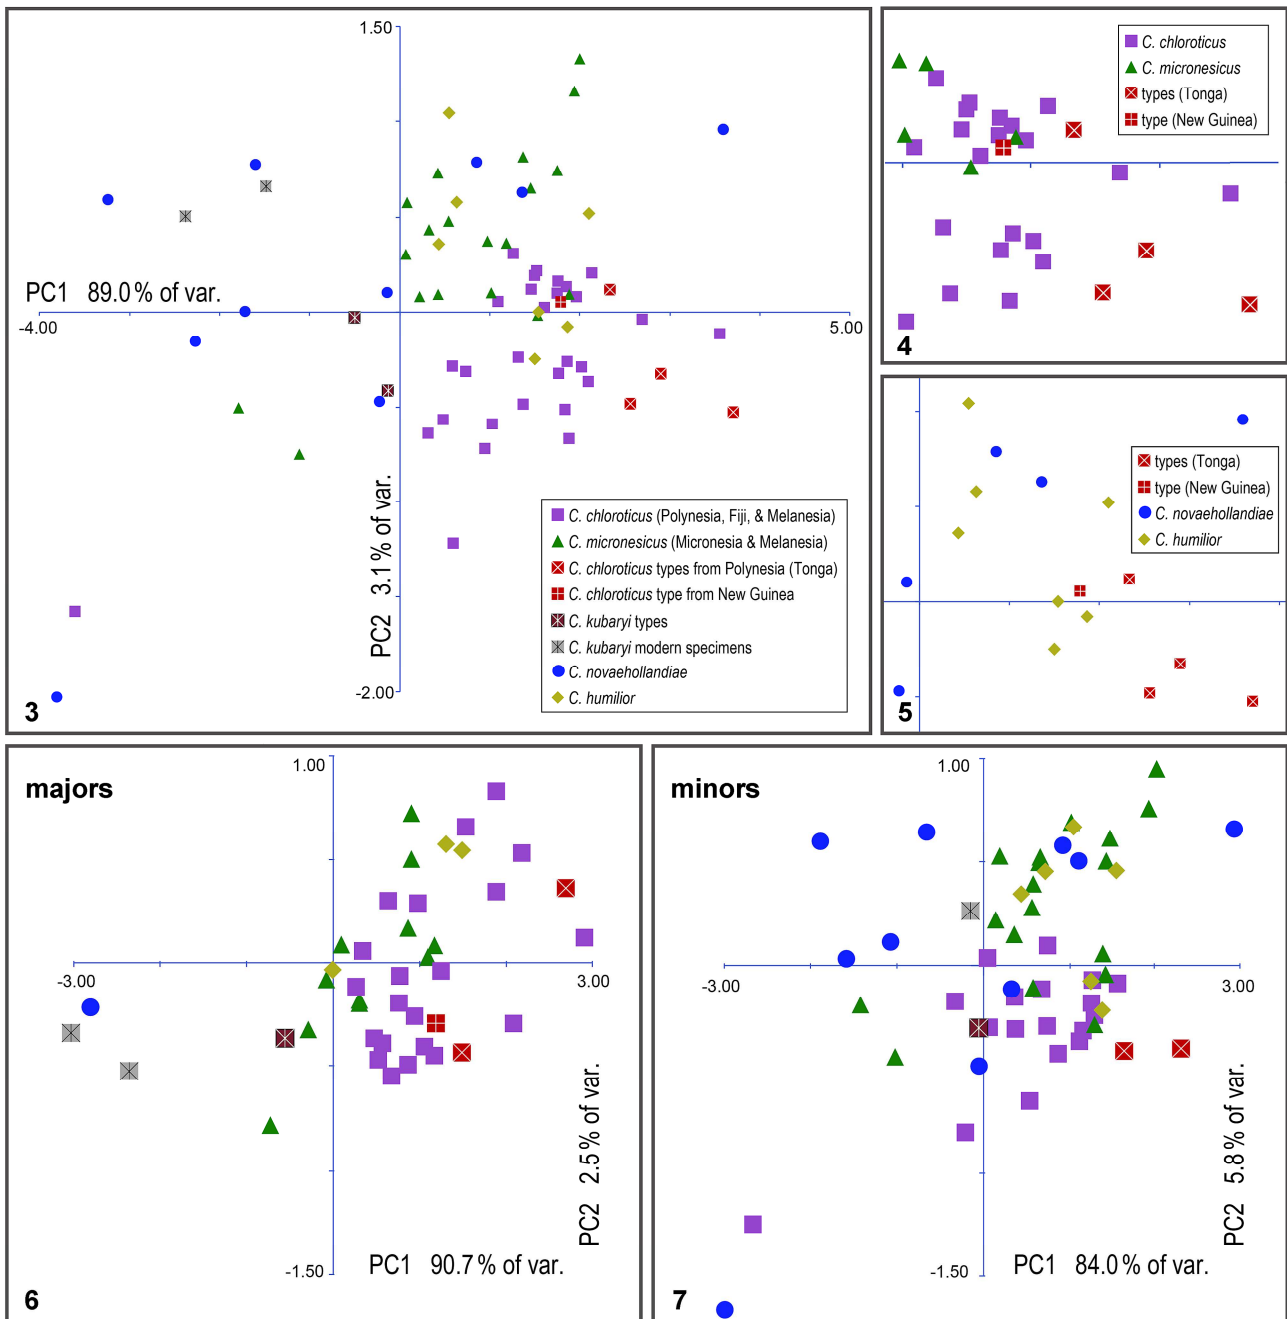 1.50
PC1 89.0 % of var.
-4.00
5.00
PC2 3.1 % of var.
-2.00
C. chloroticus (Polynesia, Fiji, & Melanesia)
C. micronesicus (Micronesia & Melanesia)
C. chloroticus types from Polynesia (Tonga)
C. chloroticus type from New Guinea
C. kubaryi types
C. kubaryi modern specimens
C. novaehollandiae
C. humilior
3
C. chloroticus
C. micronesicus
types (Tonga)
type (New Guinea)
4
types (Tonga)
type (New Guinea)
C. novaehollandiae
C. humilior
5
majors
1.00
-3.00
3.00
PC2 2.5 % of var.
PC1 90.7 % of var.
-1.50
6
minors
1.00
-3.00
3.00
PC2 5.8 % of var.
PC1 84.0 % of var.
-1.50
7